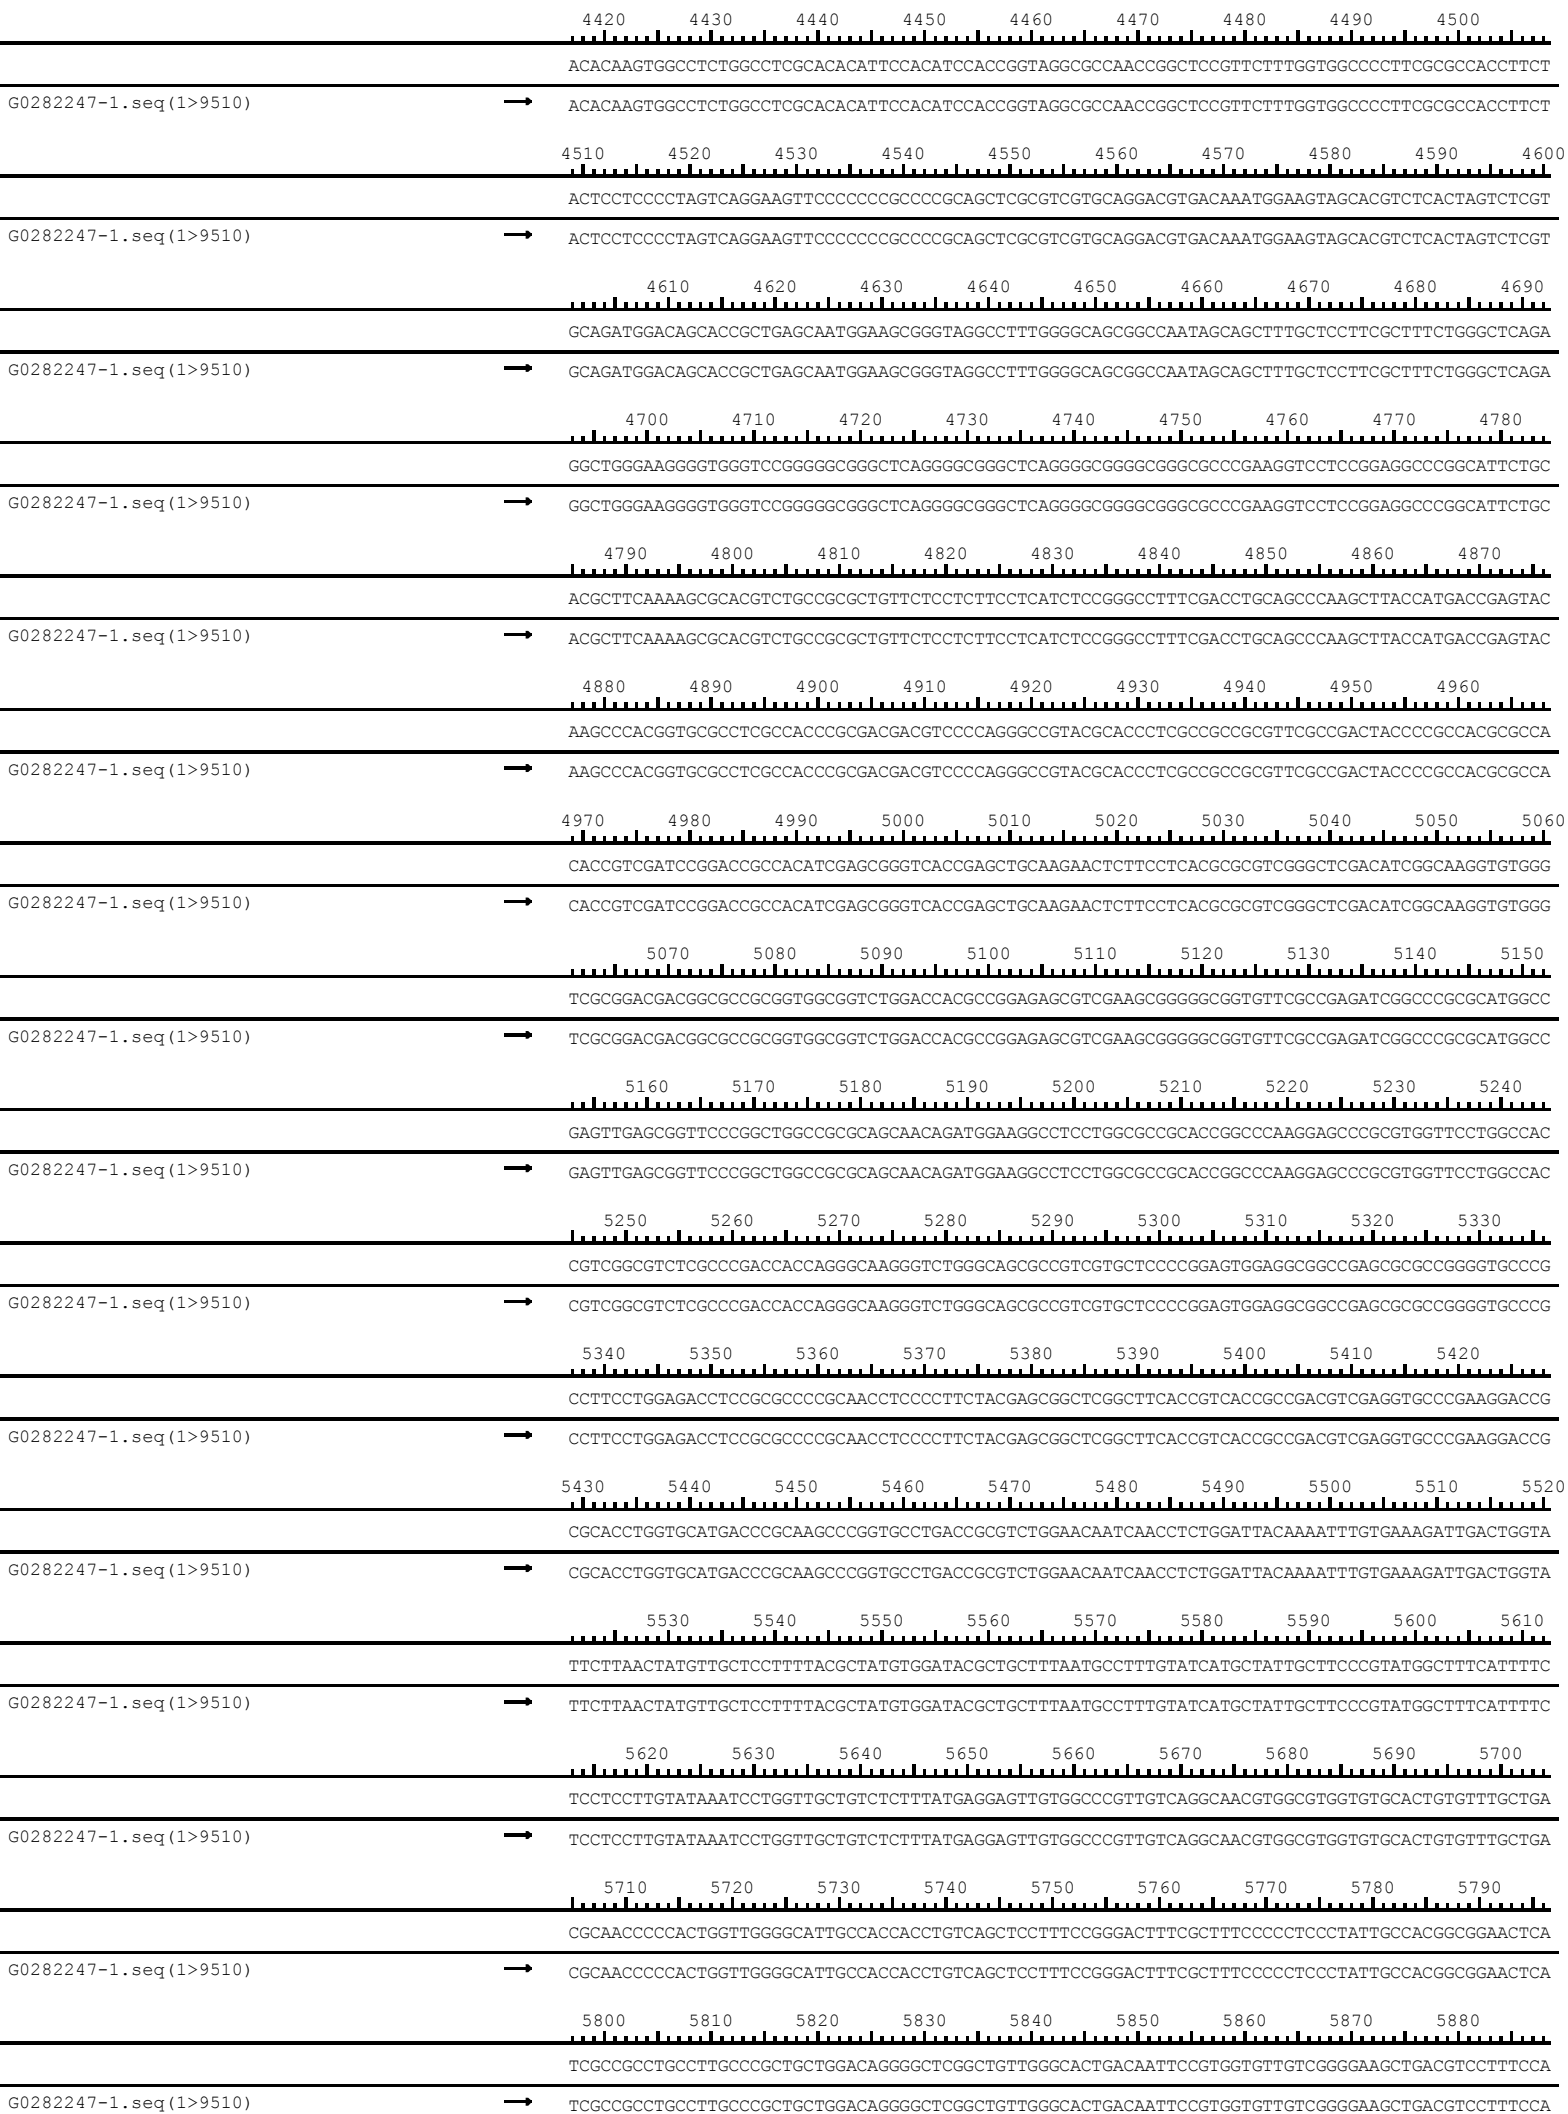 4420 4430 4440 4450 4460 4470 4480 4490 4500
ACACAAGTGGCCTCTGGCCTCGCACACATTCCACATCCACCGGTAGGCGCCAACCGGCTCCGTTCTTTGGTGGCCCCTTCGCGCCACCTTCT
G0282247-1.seq(1>9510) → ACACAAGTGGCCTCTGGCCTCGCACACATTCCACATCCACCGGTAGGCGCCAACCGGCTCCGTTCTTTGGTGGCCCCTTCGCGCCACCTTCT
4510 4520 4530 4540 4550 4560 4570 4580 4590 4600
ACTCCTCCCCTAGTCAGGAAGTTCCCCCCCGCCCCGCAGCTCGCGTCGTGCAGGACGTGACAAATGGAAGTAGCACGTCTCACTAGTCTCGT
G0282247-1.seq(1>9510) → ACTCCTCCCCTAGTCAGGAAGTTCCCCCCCGCCCCGCAGCTCGCGTCGTGCAGGACGTGACAAATGGAAGTAGCACGTCTCACTAGTCTCGT
4610 4620 4630 4640 4650 4660 4670 4680 4690
GCAGATGGACAGCACCGCTGAGCAATGGAAGCGGGTAGGCCTTTGGGGCAGCGGCCAATAGCAGCTTTGCTCCTTCGCTTTCTGGGCTCAGA
G0282247-1.seq(1>9510) → GCAGATGGACAGCACCGCTGAGCAATGGAAGCGGGTAGGCCTTTGGGGCAGCGGCCAATAGCAGCTTTGCTCCTTCGCTTTCTGGGCTCAGA
4700 4710 4720 4730 4740 4750 4760 4770 4780
GGCTGGGAAGGGGTGGGTCCGGGGGCGGGCTCAGGGGCGGGCTCAGGGGCGGGGCGGGCGCCCGAAGGTCCTCCGGAGGCCCGGCATTCTGC
G0282247-1.seq(1>9510) → GGCTGGGAAGGGGTGGGTCCGGGGGCGGGCTCAGGGGCGGGCTCAGGGGCGGGGCGGGCGCCCGAAGGTCCTCCGGAGGCCCGGCATTCTGC
4790 4800 4810 4820 4830 4840 4850 4860 4870
ACGCTTCAAAAGCGCACGTCTGCCGCGCTGTTCTCCTCTTCCTCATCTCCGGGCCTTTCGACCTGCAGCCCAAGCTTACCATGACCGAGTAC
G0282247-1.seq(1>9510) → ACGCTTCAAAAGCGCACGTCTGCCGCGCTGTTCTCCTCTTCCTCATCTCCGGGCCTTTCGACCTGCAGCCCAAGCTTACCATGACCGAGTAC
4880 4890 4900 4910 4920 4930 4940 4950 4960
AAGCCCACGGTGCGCCTCGCCACCCGCGACGACGTCCCCAGGGCCGTACGCACCCTCGCCGCCGCGTTCGCCGACTACCCCGCCACGCGCCA
G0282247-1.seq(1>9510) → AAGCCCACGGTGCGCCTCGCCACCCGCGACGACGTCCCCAGGGCCGTACGCACCCTCGCCGCCGCGTTCGCCGACTACCCCGCCACGCGCCA
4970 4980 4990 5000 5010 5020 5030 5040 5050 5060
CACCGTCGATCCGGACCGCCACATCGAGCGGGTCACCGAGCTGCAAGAACTCTTCCTCACGCGCGTCGGGCTCGACATCGGCAAGGTGTGGG
G0282247-1.seq(1>9510) → CACCGTCGATCCGGACCGCCACATCGAGCGGGTCACCGAGCTGCAAGAACTCTTCCTCACGCGCGTCGGGCTCGACATCGGCAAGGTGTGGG
5070 5080 5090 5100 5110 5120 5130 5140 5150
TCGCGGACGACGGCGCCGCGGTGGCGGTCTGGACCACGCCGGAGAGCGTCGAAGCGGGGGCGGTGTTCGCCGAGATCGGCCCGCGCATGGCC
G0282247-1.seq(1>9510) → TCGCGGACGACGGCGCCGCGGTGGCGGTCTGGACCACGCCGGAGAGCGTCGAAGCGGGGGCGGTGTTCGCCGAGATCGGCCCGCGCATGGCC
5160 5170 5180 5190 5200 5210 5220 5230 5240
GAGTTGAGCGGTTCCCGGCTGGCCGCGCAGCAACAGATGGAAGGCCTCCTGGCGCCGCACCGGCCCAAGGAGCCCGCGTGGTTCCTGGCCAC
G0282247-1.seq(1>9510) → GAGTTGAGCGGTTCCCGGCTGGCCGCGCAGCAACAGATGGAAGGCCTCCTGGCGCCGCACCGGCCCAAGGAGCCCGCGTGGTTCCTGGCCAC
5250 5260 5270 5280 5290 5300 5310 5320 5330
CGTCGGCGTCTCGCCCGACCACCAGGGCAAGGGTCTGGGCAGCGCCGTCGTGCTCCCCGGAGTGGAGGCGGCCGAGCGCGCCGGGGTGCCCG
G0282247-1.seq(1>9510) → CGTCGGCGTCTCGCCCGACCACCAGGGCAAGGGTCTGGGCAGCGCCGTCGTGCTCCCCGGAGTGGAGGCGGCCGAGCGCGCCGGGGTGCCCG
5340 5350 5360 5370 5380 5390 5400 5410 5420
CCTTCCTGGAGACCTCCGCGCCCCGCAACCTCCCCTTCTACGAGCGGCTCGGCTTCACCGTCACCGCCGACGTCGAGGTGCCCGAAGGACCG
G0282247-1.seq(1>9510) → CCTTCCTGGAGACCTCCGCGCCCCGCAACCTCCCCTTCTACGAGCGGCTCGGCTTCACCGTCACCGCCGACGTCGAGGTGCCCGAAGGACCG
5430 5440 5450 5460 5470 5480 5490 5500 5510 5520
CGCACCTGGTGCATGACCCGCAAGCCCGGTGCCTGACCGCGTCTGGAACAATCAACCTCTGGATTACAAAATTTGTGAAAGATTGACTGGTA
G0282247-1.seq(1>9510) → CGCACCTGGTGCATGACCCGCAAGCCCGGTGCCTGACCGCGTCTGGAACAATCAACCTCTGGATTACAAAATTTGTGAAAGATTGACTGGTA
5530 5540 5550 5560 5570 5580 5590 5600 5610
TTCTTAACTATGTTGCTCCTTTTACGCTATGTGGATACGCTGCTTTAATGCCTTTGTATCATGCTATTGCTTCCCGTATGGCTTTCATTTTC
G0282247-1.seq(1>9510) → TTCTTAACTATGTTGCTCCTTTTACGCTATGTGGATACGCTGCTTTAATGCCTTTGTATCATGCTATTGCTTCCCGTATGGCTTTCATTTTC
5620 5630 5640 5650 5660 5670 5680 5690 5700
TCCTCCTTGTATAAATCCTGGTTGCTGTCTCTTTATGAGGAGTTGTGGCCCGTTGTCAGGCAACGTGGCGTGGTGTGCACTGTGTTTGCTGA
G0282247-1.seq(1>9510) → TCCTCCTTGTATAAATCCTGGTTGCTGTCTCTTTATGAGGAGTTGTGGCCCGTTGTCAGGCAACGTGGCGTGGTGTGCACTGTGTTTGCTGA
5710 5720 5730 5740 5750 5760 5770 5780 5790
CGCAACCCCCACTGGTTGGGGCATTGCCACCACCTGTCAGCTCCTTTCCGGGACTTTCGCTTTCCCCCTCCCTATTGCCACGGCGGAACTCA
G0282247-1.seq(1>9510) → CGCAACCCCCACTGGTTGGGGCATTGCCACCACCTGTCAGCTCCTTTCCGGGACTTTCGCTTTCCCCCTCCCTATTGCCACGGCGGAACTCA
5800 5810 5820 5830 5840 5850 5860 5870 5880
TCGCCGCCTGCCTTGCCCGCTGCTGGACAGGGGCTCGGCTGTTGGGCACTGACAATTCCGTGGTGTTGTCGGGGAAGCTGACGTCCTTTCCA
G0282247-1.seq(1>9510) → TCGCCGCCTGCCTTGCCCGCTGCTGGACAGGGGCTCGGCTGTTGGGCACTGACAATTCCGTGGTGTTGTCGGGGAAGCTGACGTCCTTTCCA